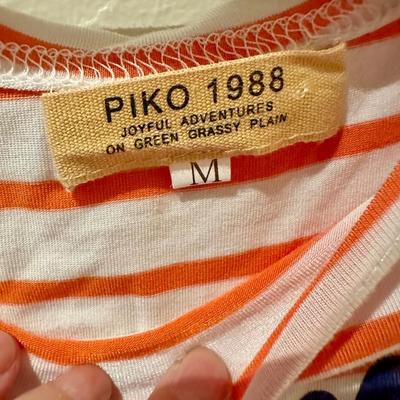 PIKO 1988
JOYFUL ADVENTURES
ON GREEN GRASSY PLAIN
M